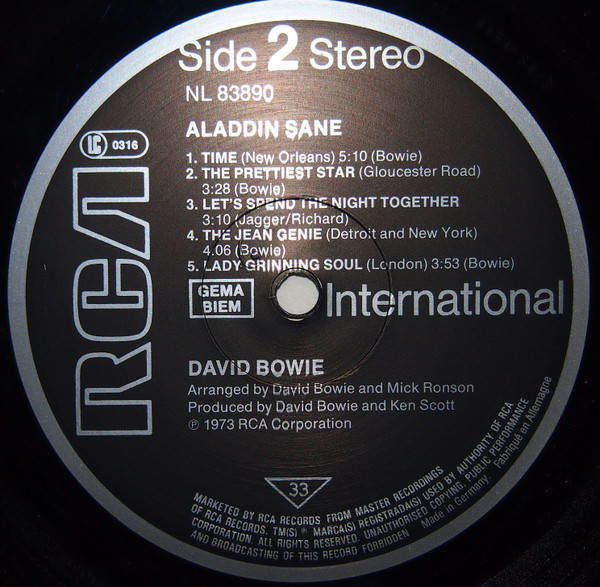 Side 2 Stereo
NL 83890
ALADDIN SANE
LC 0316
1. TIME (New Orleans) 5:10 (Bowie)
2. THE PRETTIEST STAR (Gloucester Road)
3:28 (Bowie)
3. LET'S SPEND THE NIGHT TOGETHER
3:10 (Jagger/Richard)
4. THE JEAN GENIE (Detroit and New York)
4.06 (Bowie)
5. LADY GRINNING SOUL (London) 3:53 (Bowie)
GEMA
BIEM
RCA International
DAVID BOWIE
Arranged by David Bowie and Mick Ronson
Produced by David Bowie and Ken Scott
℗ 1973 RCA Corporation
33
MARKETED BY RCA RECORDS FROM MASTER RECORDINGS
OF RCA RECORDS. TM(S) ® MARCA(S) REGISTRADA(S) USED BY AUTHORITY OF RCA
CORPORATION. ALL RIGHTS RESERVED. UNAUTHORISED COPYING, PUBLIC PERFORMANCE
AND BROADCASTING OF THIS RECORD FORBIDDEN Made in Germany. Fabriqué en Allemagne